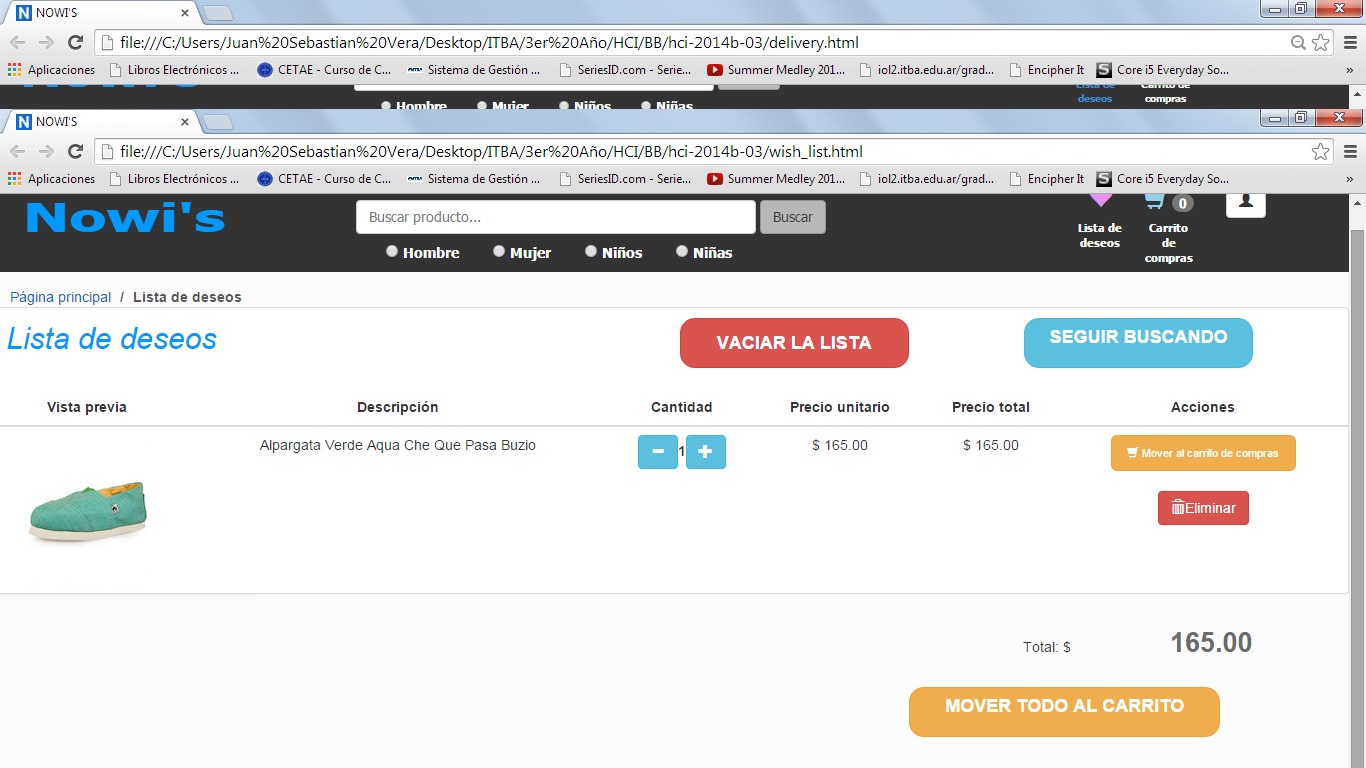 NOWI'S
file:///C:/Users/Juan%20Sebastian%20Vera/Desktop/ITBA/3er%20Año/HCI/BB/hci-2014b-03/delivery.html
Aplicaciones Libros Electrónicos ... CETAE - Curso de C... Sistema de Gestión ... SeriesID.com - Serie... Summer Medley 201... iol2.itba.edu.ar/grad... Encipher It Core i5 Everyday So... »
Hombre Mujer Niños Niñas
Lista de deseos
Carrito de compras
NOWI'S
file:///C:/Users/Juan%20Sebastian%20Vera/Desktop/ITBA/3er%20Año/HCI/BB/hci-2014b-03/wish_list.html
Aplicaciones Libros Electrónicos ... CETAE - Curso de C... Sistema de Gestión ... SeriesID.com - Serie... Summer Medley 201... iol2.itba.edu.ar/grad... Encipher It Core i5 Everyday So... »
Nowi's
Buscar producto... Buscar
0
Hombre Mujer Niños Niñas
Lista de
deseos
Carrito
de
compras
Página principal / Lista de deseos
Lista de deseos
VACIAR LA LISTA
SEGUIR BUSCANDO
Vista previa Descripción Cantidad Precio unitario Precio total Acciones
Alpargata Verde Aqua Che Que Pasa Buzio 1 $ 165.00 $ 165.00 Mover al carrito de compras
Eliminar
Total: $ 165.00
MOVER TODO AL CARRITO